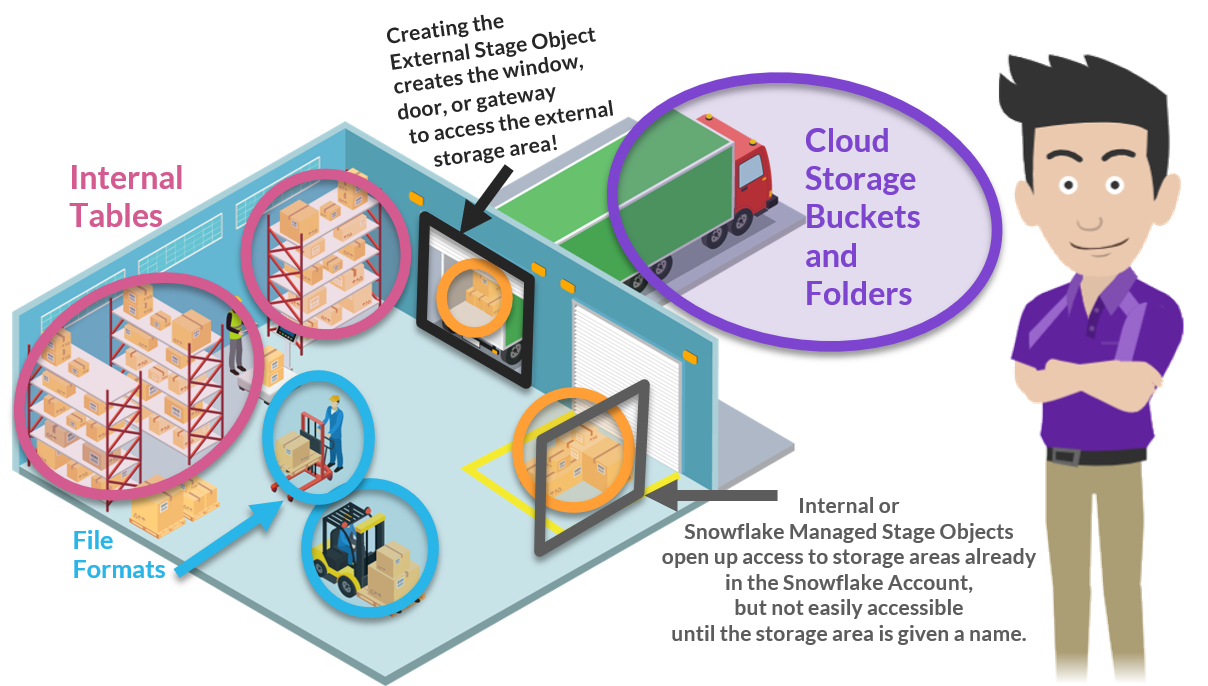 Creating the
External Stage Object
creates the window,
door, or gateway
to access the external
storage area!
Internal
Tables
Cloud
Storage
Buckets
and
Folders
File
Formats
Internal or
Snowflake Managed Stage Objects
open up access to storage areas already
in the Snowflake Account,
but not easily accessible
until the storage area is given a name.